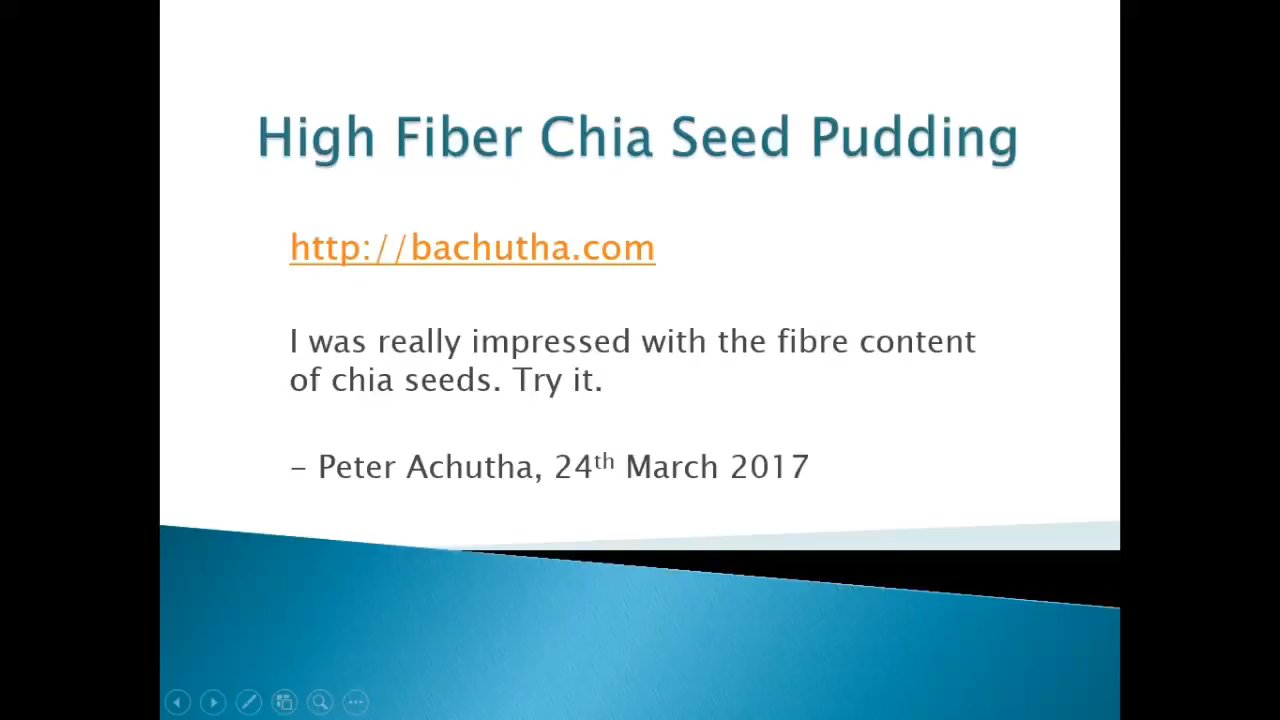 High Fiber Chia Seed Pudding
http://bachutha.com
I was really impressed with the fibre content
of chia seeds. Try it.
– Peter Achutha, 24th March 2017